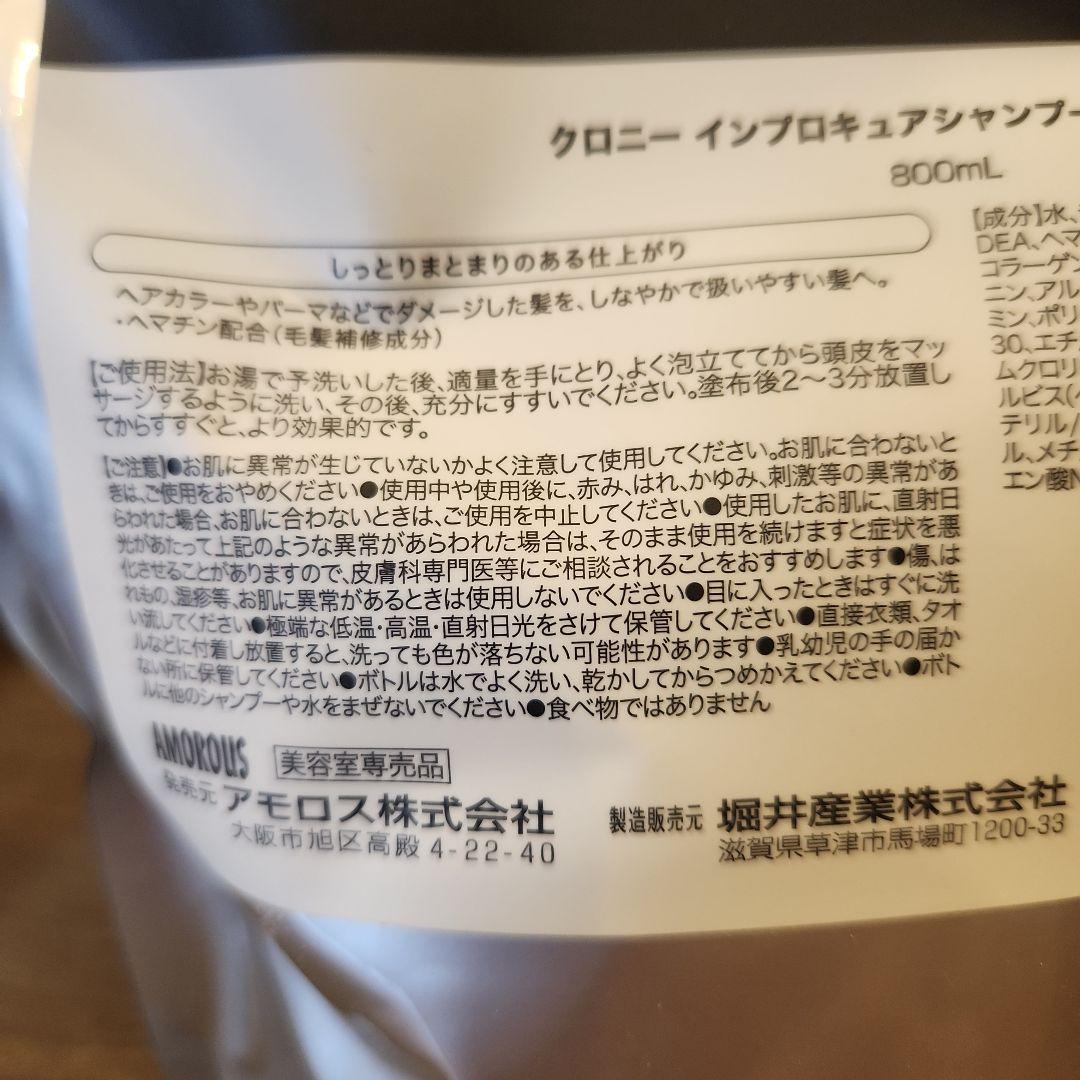 クロニー インプロキュアシャンプー
800mL
しっとりまとまりのある仕上がり
ヘアカラーやパーマなどでダメージした髪を、しなやかで扱いやすい髪へ。
・ヘマチン配合(毛髪補修成分)
【ご使用法】お湯で予洗いした後、適量を手にとり、よく泡立ててから頭皮をマッ
サージするように洗い、その後、充分にすすいでください。塗布後2〜3分放置し
てからすすぐと、より効果的です。
【ご注意】●お肌に異常が生じていないかよく注意して使用してください。お肌に合わないと
きは、ご使用をおやめください●使用中や使用後に、赤み、はれ、かゆみ、刺激等の異常があ
らわれた場合、お肌に合わないときは、ご使用を中止してください●使用したお肌に、直射日
光があたって上記のような異常があらわれた場合は、そのまま使用を続けますと症状を悪
化させることがありますので、皮膚科専門医等にご相談されることをおすすめします●傷、は
れもの、湿疹等、お肌に異常があるときは使用しないでください●目に入ったときはすぐに洗
い流してください●極端な低温・高温・直射日光をさけて保管してください●直接衣類、タオ
ルなどに付着し放置すると、洗っても色が落ちない可能性があります●乳幼児の手の届か
ない所に保管してください●ボトルは水でよく洗い、乾かしてからつめかえてください●ボト
ルに他のシャンプーや水をまぜないでください●食べ物ではありません
AMOROUS 美容室専売品
発売元 アモロス株式会社
大阪市旭区高殿 4-22-40
製造販売元 堀井産業株式会社
滋賀県草津市馬場町1200-33
【成分】水、
DEA、ヘマ
コラーゲン
ニン、アル
ミン、ポリ
30、エチ
ムクロリ
ルビス(
テリル/
ル、メチ
エン酸N